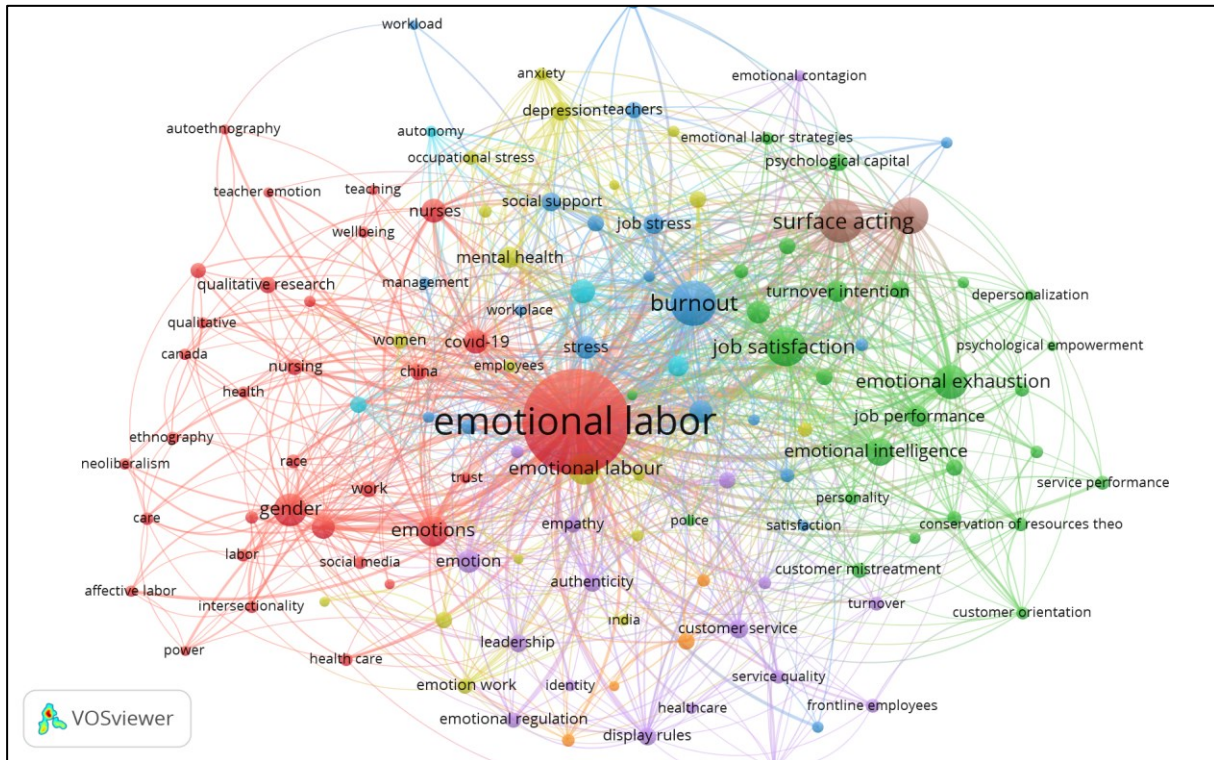 workload
anxiety
emotional contagion
depression
teachers
autoethnography
autonomy
emotional labor strategies
occupational stress
psychological capital
teaching
teacher emotion
social support
nurses
surface acting
job stress
wellbeing
mental health
management
qualitative research
turnover intention
depersonalization
burnout
workplace
qualitative
women
covid-19
stress
job satisfaction
psychological empowerment
canada
employees
nursing
china
emotional exhaustion
health
emotional labor
job performance
ethnography
emotional intelligence
neoliberalism
race
emotional labour
trust
service performance
work
personality
gender
care
emotions
empathy
police
satisfaction
conservation of resources theo
labor
social media
emotion
customer mistreatment
affective labor
authenticity
intersectionality
turnover
india
customer orientation
customer service
leadership
power
health care
service quality
emotion work
identity
healthcare
frontline employees
emotional regulation
display rules
VOSviewer